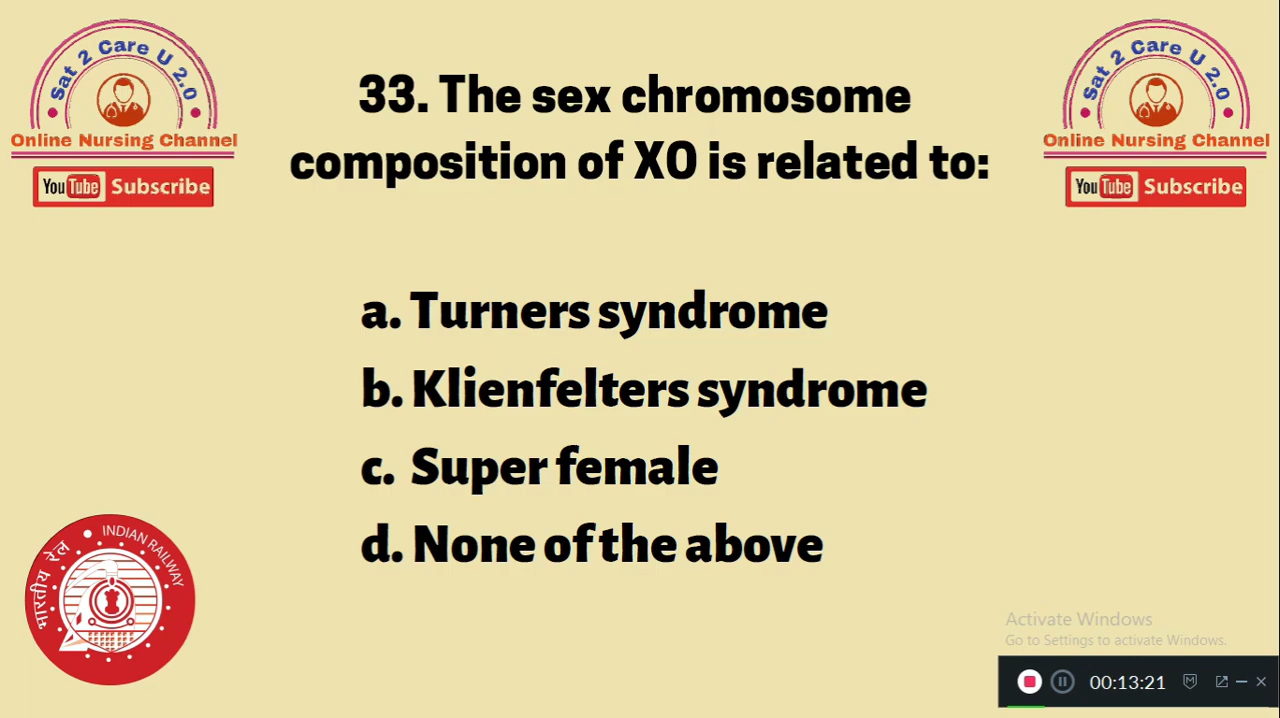 Sat 2 Care U 2.0
Online Nursing Channel
YouTube Subscribe
Sat 2 Care U 2.0
Online Nursing Channel
YouTube Subscribe
33. The sex chromosome
composition of XO is related to:
a. Turners syndrome
b. Klienfelters syndrome
c. Super female
d. None of the above
भारतीय रेल
INDIAN RAILWAY
Activate Windows
Go to Settings to activate Windows.
00:13:21